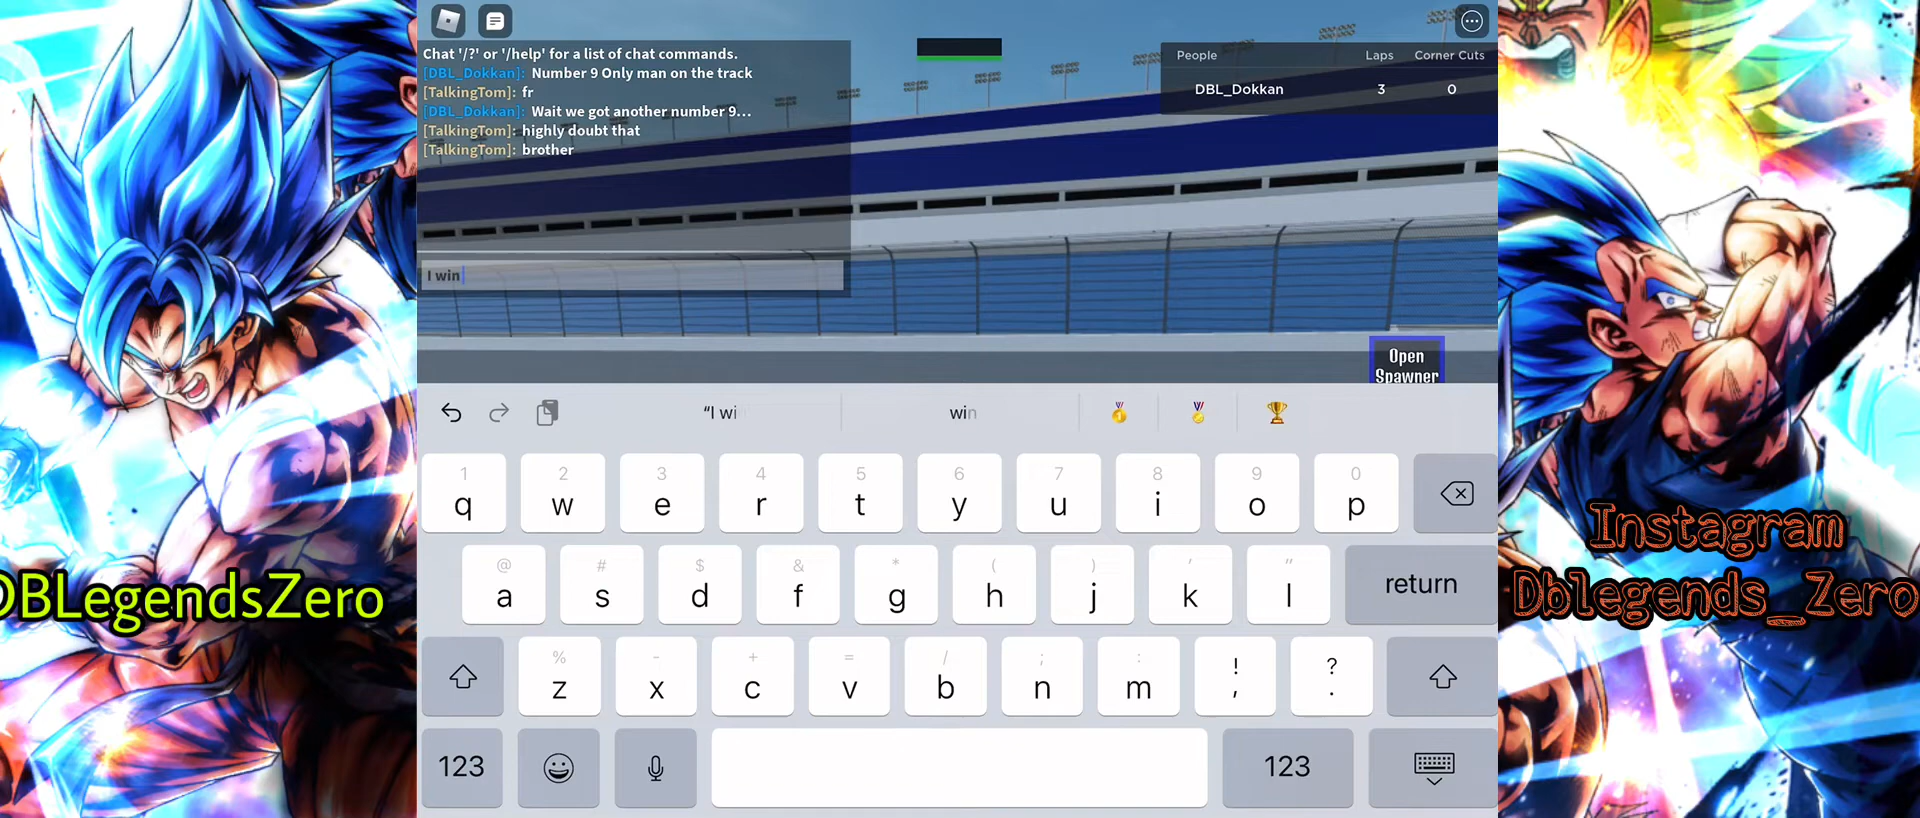 Chat '/?' or '/help' for a list of chat commands.
[DBL_Dokkan]: Number 9 Only man on the track
[TalkingTom]: fr
[DBL_Dokkan]: Wait we got another number 9...
[TalkingTom]: highly doubt that
[TalkingTom]: brother
I win
People Laps Corner Cuts
DBL_Dokkan 3 0
Open
Spawner
“I wi win
1 2 3 4 5 6 7 8 9 0
q w e r t y u i o p
@ # $ & * ( ) ' "
a s d f g h j k l return
% - + = / ; : ! ?
z x c v b n m , .
123 123
DBLegendsZero
Instagram
Dblegends_Zero